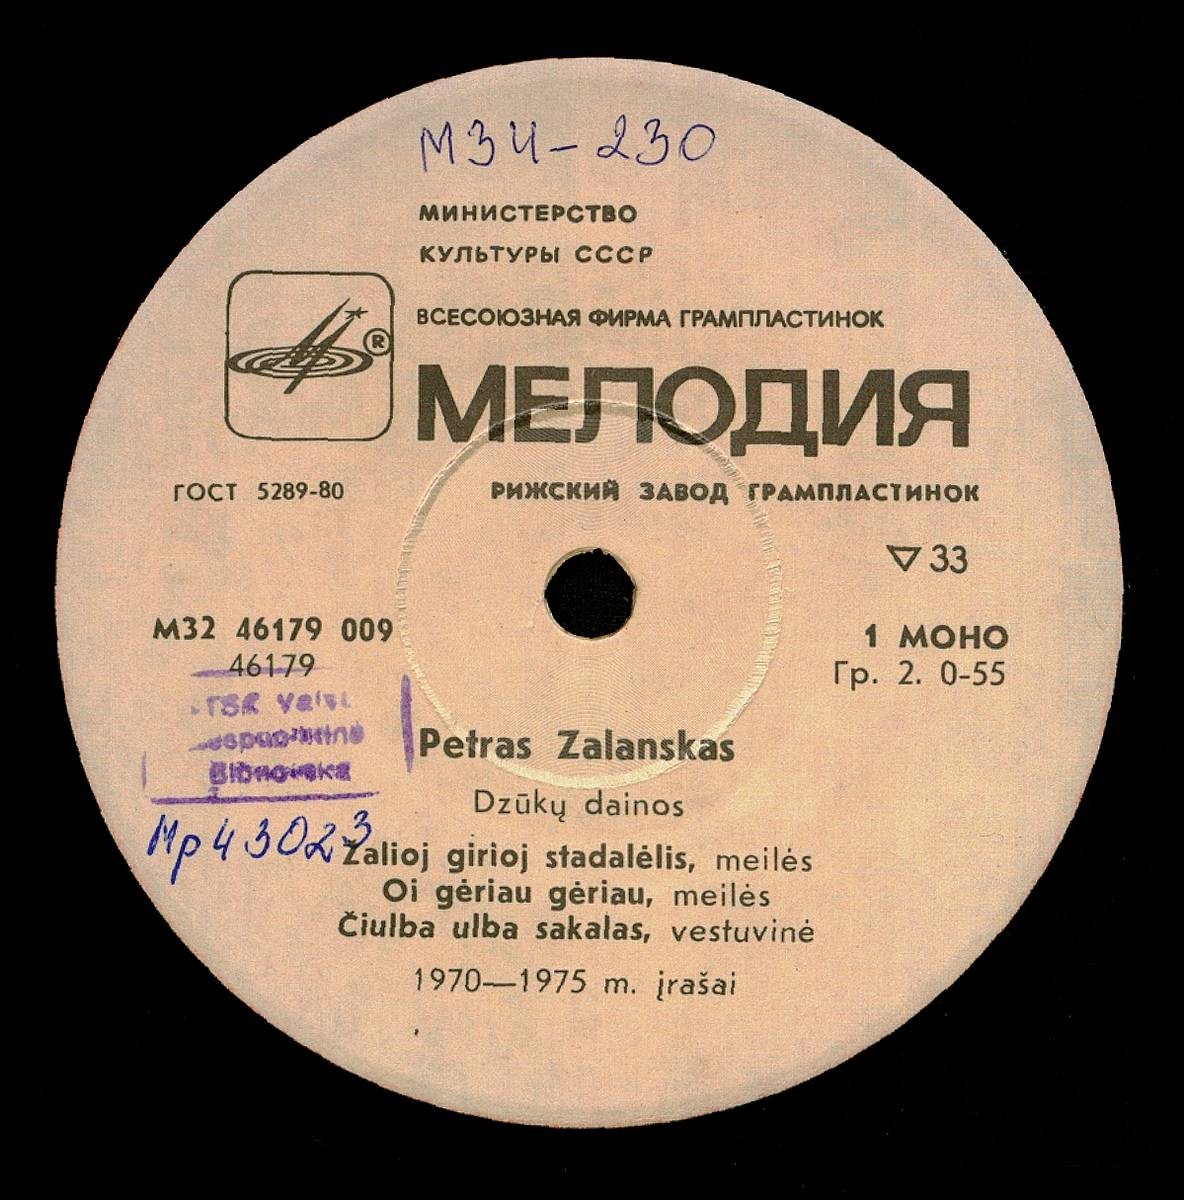 МЗЧ-230
МИНИСТЕРСТВО
КУЛЬТУРЫ СССР
ВСЕСОЮЗНАЯ ФИРМА ГРАМПЛАСТИНОК
®
МЕЛОДИЯ
ГОСТ 5289-80
РИЖСКИЙ ЗАВОД ГРАМПЛАСТИНОК
▽ 33
М32 46179 009
46179
1 МОНО
Гр. 2. 0-55
Petras Zalanskas
Dzūkų dainos
Мр43023
Žalioj girioj stadalėlis, meilės
Oi gėriau gėriau, meilės
Čiulba ulba sakalas, vestuvinė
1970—1975 m. įrašai